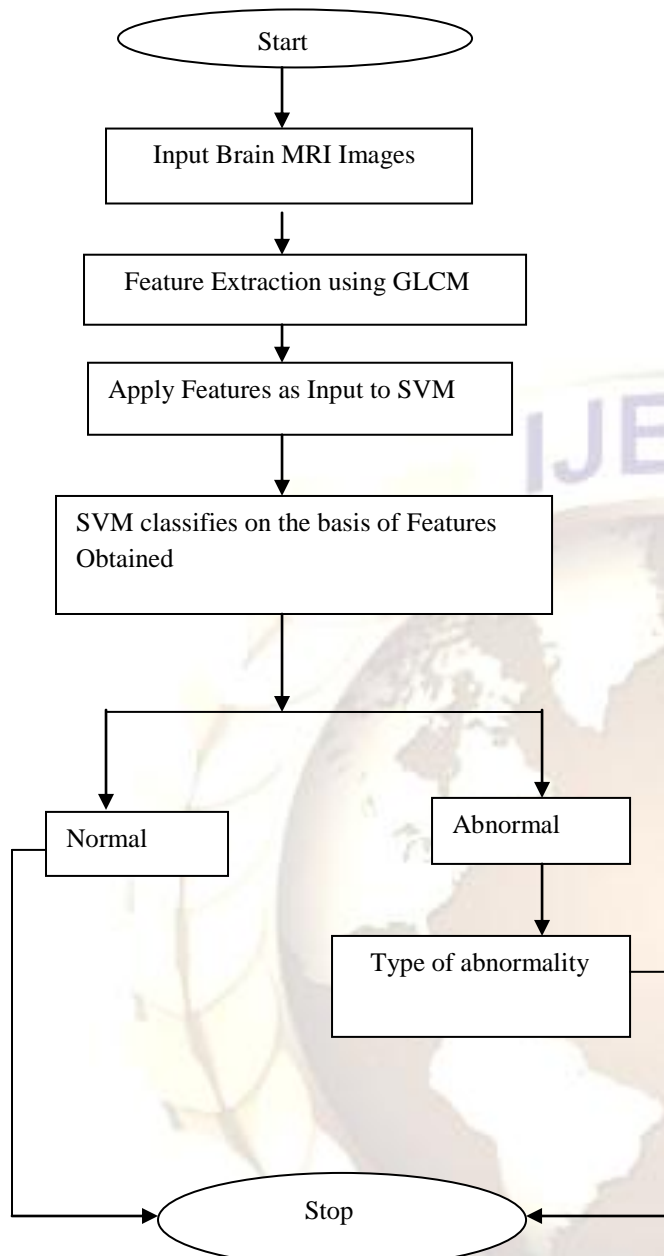 Start
Input Brain MRI Images
Feature Extraction using GLCM
Apply Features as Input to SVM
IJE
SVM classifies on the basis of Features
Obtained
Normal
Abnormal
Type of abnormality
Stop